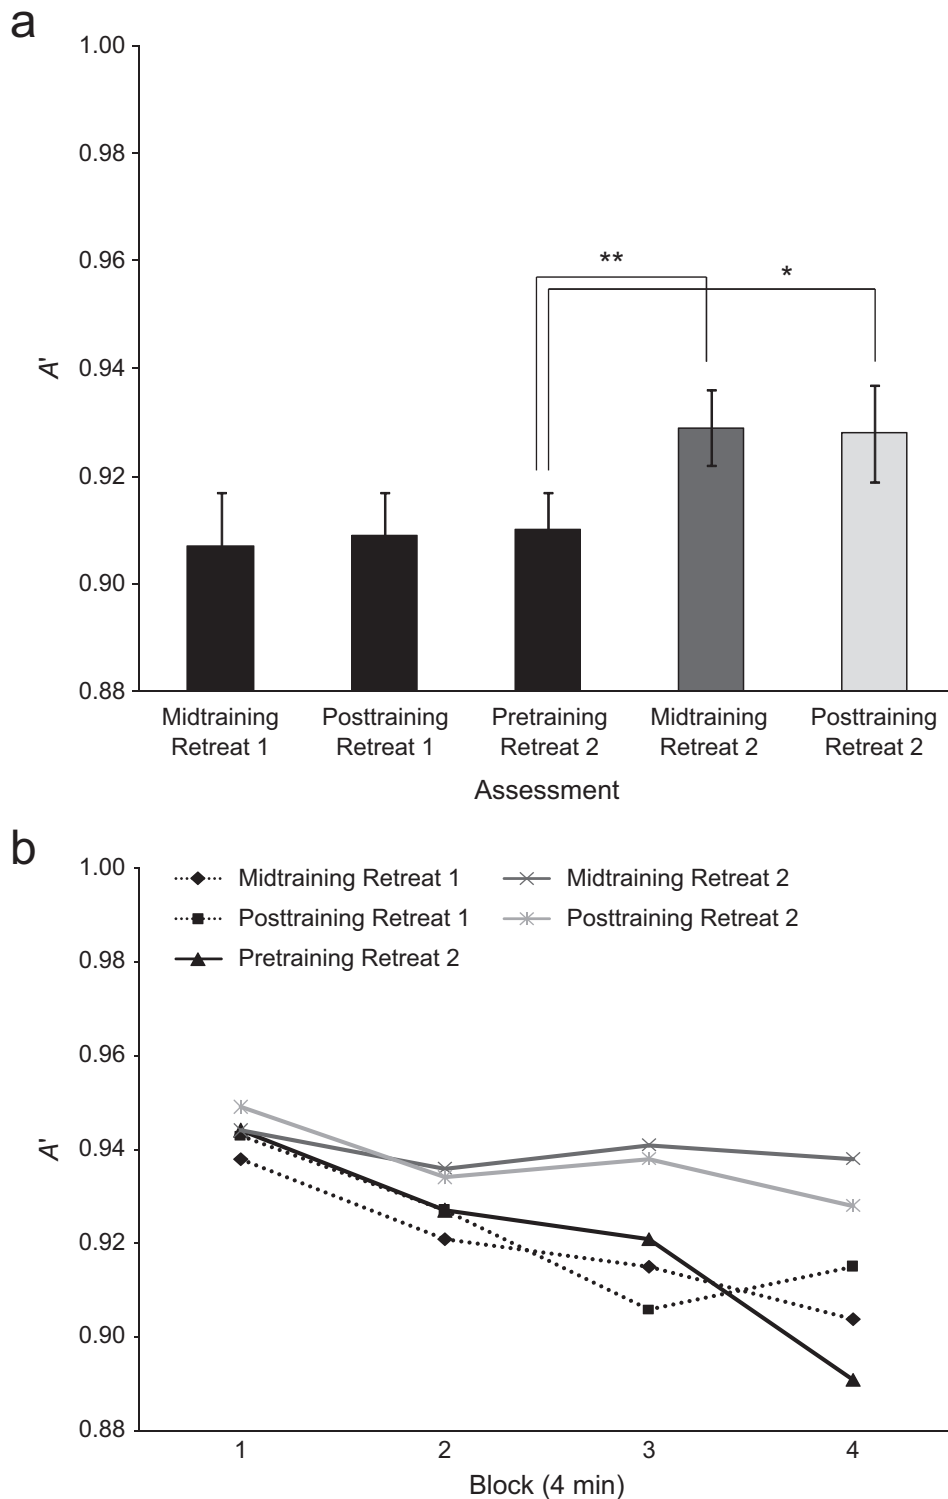 a
1.00
0.98
0.96
0.94
0.92
0.90
0.88
A'
**
*
Midtraining Retreat 1
Posttraining Retreat 1
Pretraining Retreat 2
Midtraining Retreat 2
Posttraining Retreat 2
Assessment
b
1.00
0.98
0.96
0.94
0.92
0.90
0.88
A'
Midtraining Retreat 1
Posttraining Retreat 1
Pretraining Retreat 2
Midtraining Retreat 2
Posttraining Retreat 2
1 2 3 4
Block (4 min)